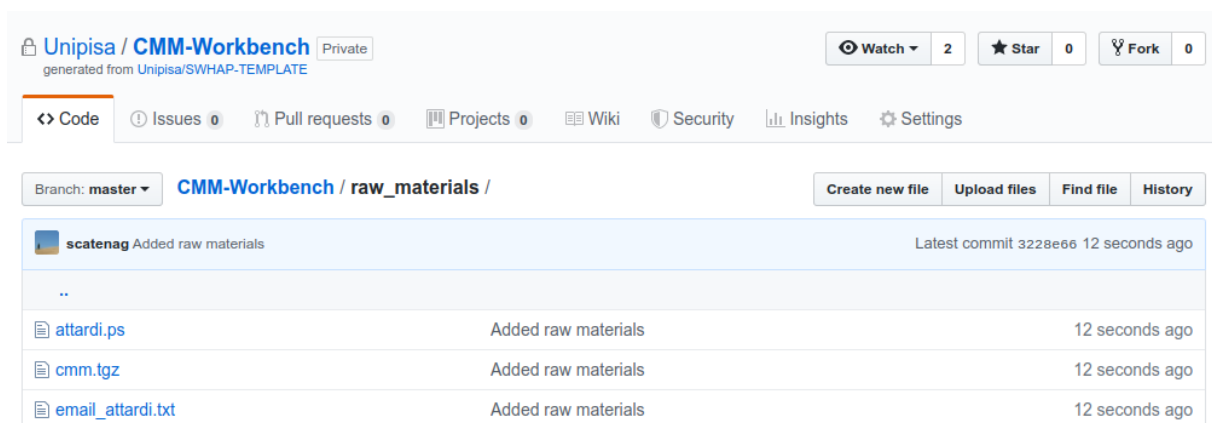 Unipisa / CMM-Workbench Private Watch 2 Star 0 Fork 0
generated from Unipisa/SWHAP-TEMPLATE
<> Code Issues 0 Pull requests 0 Projects 0 Wiki Security Insights Settings
Branch: master CMM-Workbench / raw_materials / Create new file Upload files Find file History
scatenag Added raw materials Latest commit 3228e66 12 seconds ago
..
attardi.ps Added raw materials 12 seconds ago
cmm.tgz Added raw materials 12 seconds ago
email_attardi.txt Added raw materials 12 seconds ago